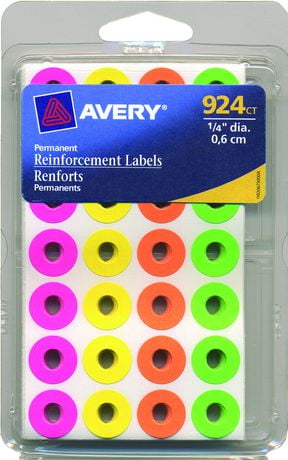 AVERY
924CT
1/4" dia.
0,6 cm
Permanent
Reinforcement Labels
Renforts
Permanents